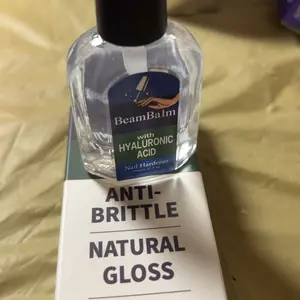 BeamBalm
with
HYALURONIC
ACID
Nail Hardener
ANTI-
BRITTLE
NATURAL
GLOSS